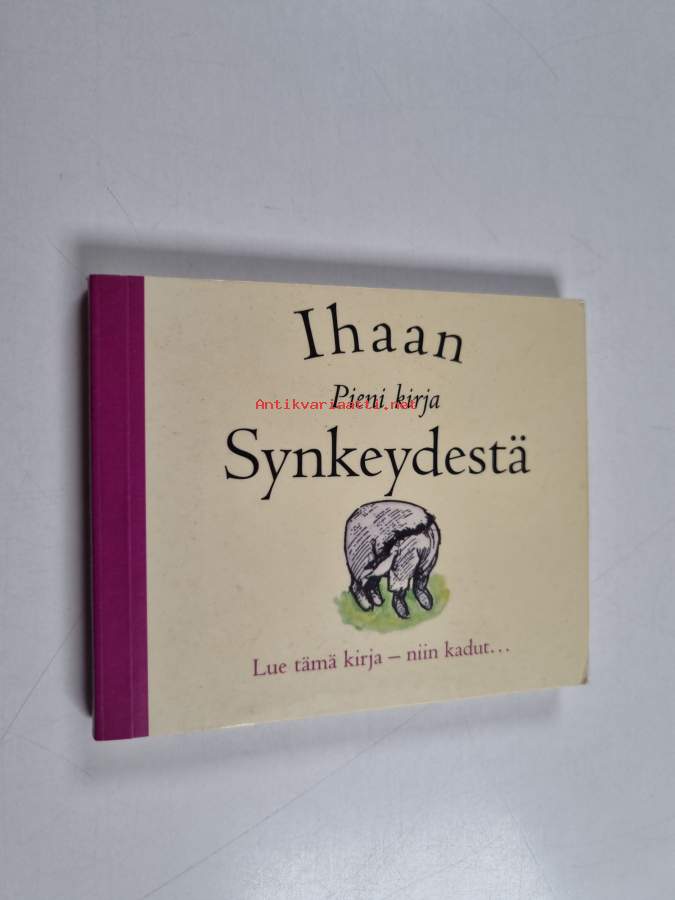 Ihaan
Pieni kirja
Antikvariaatti.net
Synkeydestä
Lue tämä kirja – niin kadut...